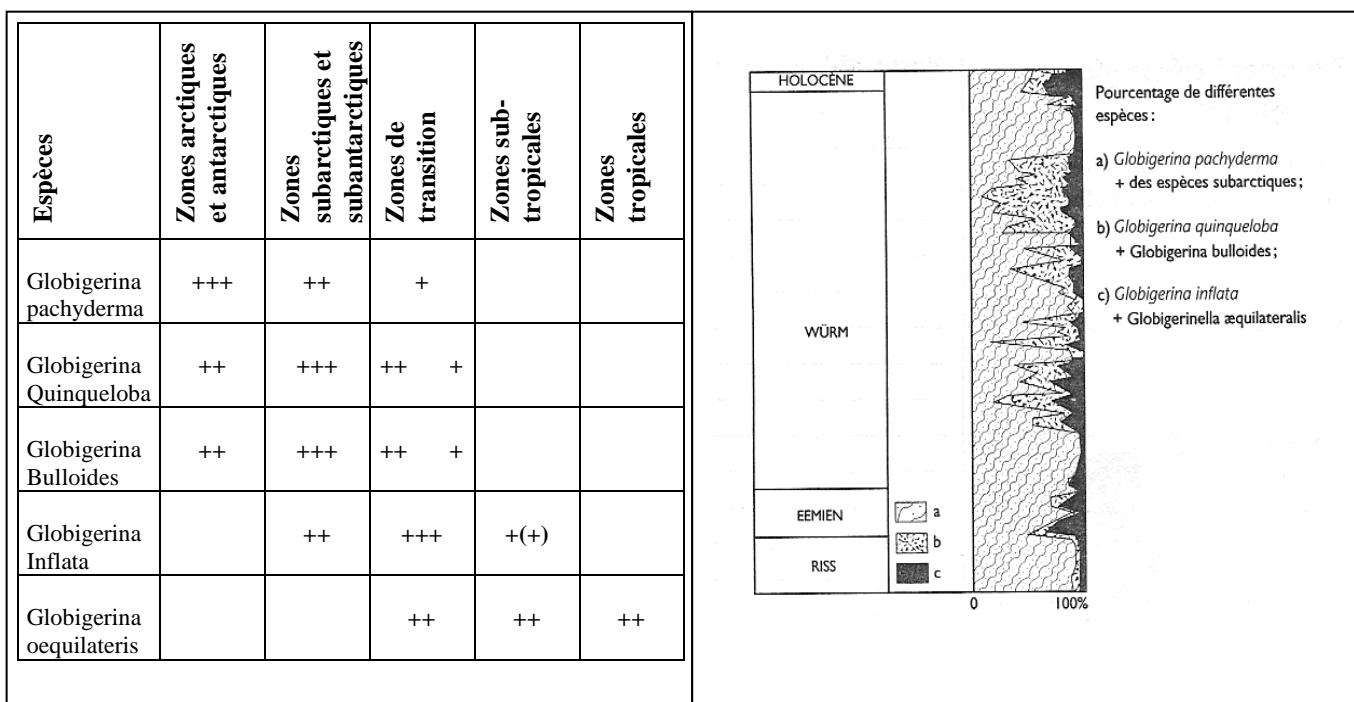 Espèces
Zones arctiques
et antarctiques
Zones
subarctiques et
subantarctiques
Zones de
transition
Zones sub-
tropicales
Zones
tropicales
Globigerina
pachyderma
+++ ++ +
Globigerina
Quinqueloba
++ +++ ++ +
Globigerina
Bulloides
++ +++ ++ +
Globigerina
Inflata
++ +++ +(+)
Globigerina
oequilateris
++ ++ ++
HOLOCÈNE
WÜRM
EEMIEN
RISS
a
b
c
0 100%
Pourcentage de différentes
espèces :
a) Globigerina pachyderma
+ des espèces subarctiques ;
b) Globigerina quinqueloba
+ Globigerina bulloides ;
c) Globigerina inflata
+ Globigerinella æquilateralis